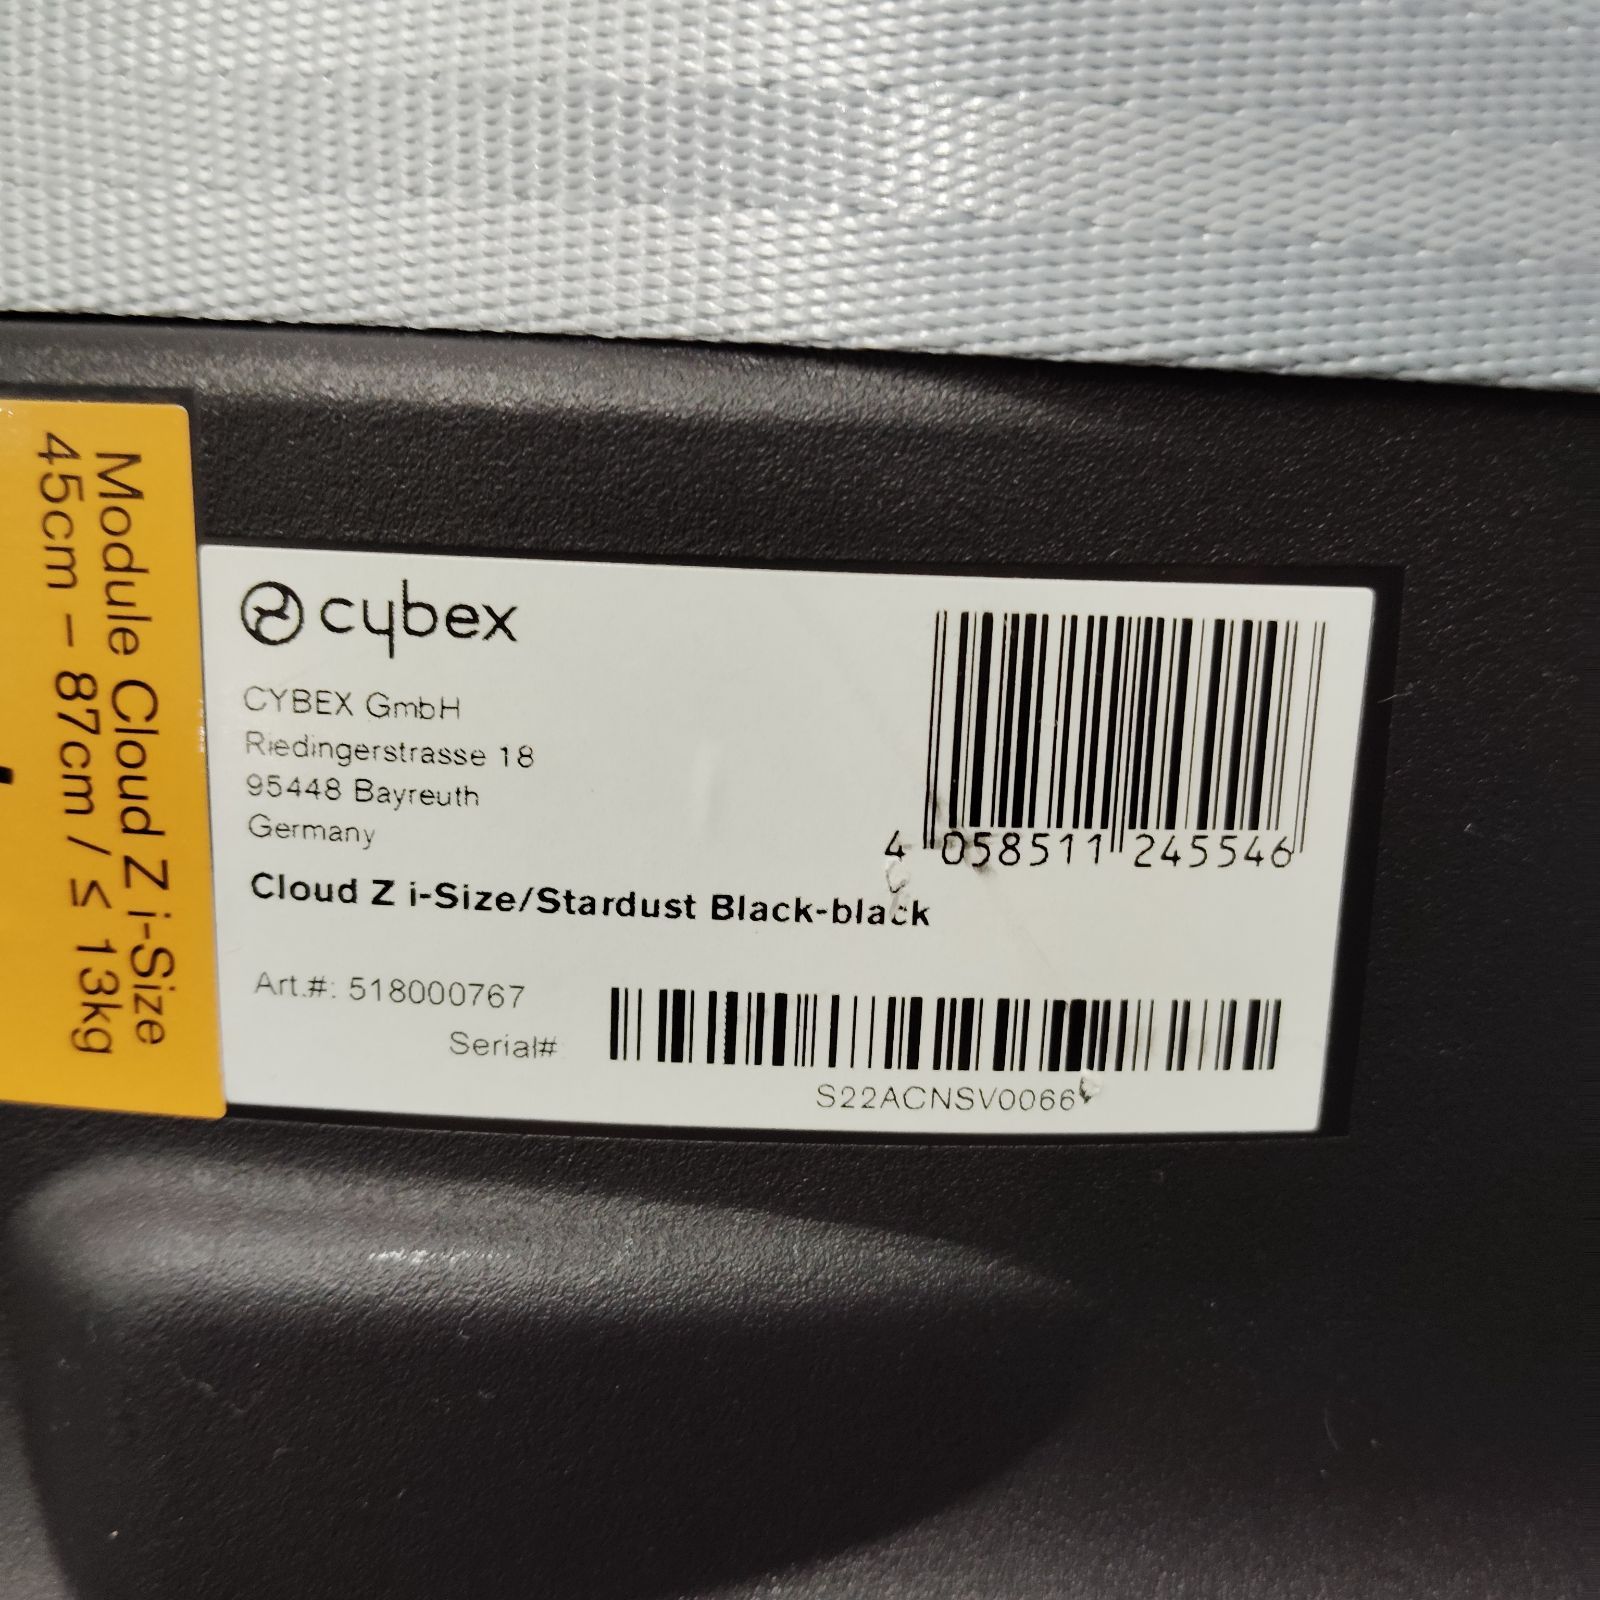 Module Cloud Z i-Size
45cm – 87cm / ≤ 13kg
cybex
CYBEX GmbH
Riedingerstrasse 18
95448 Bayreuth
Germany
4 058511 245546
Cloud Z i-Size/Stardust Black-black
Art.#: 518000767
Serial#